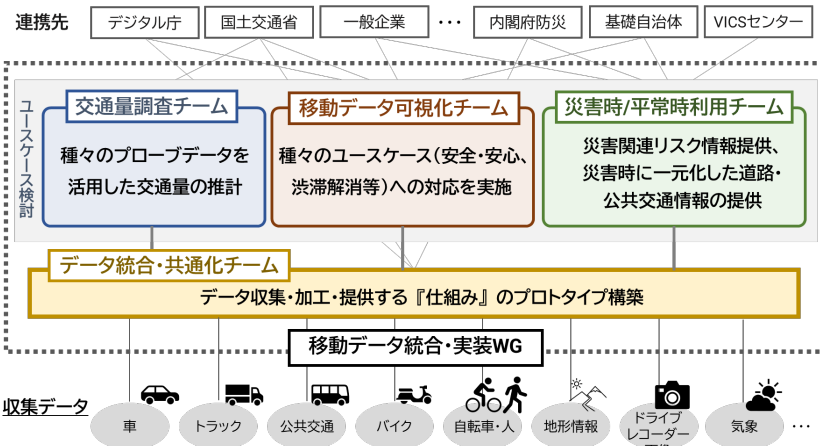 連携先
デジタル庁
国土交通省
一般企業
･･･
内閣府防災
基礎自治体
VICSセンター
ユースケース検討
交通量調査チーム
種々のプローブデータを
活用した交通量の推計
移動データ可視化チーム
種々のユースケース（安全・安心、
渋滞解消等）への対応を実施
災害時/平常時利用チーム
災害関連リスク情報提供、
災害時に一元化した道路・
公共交通情報の提供
データ統合・共通化チーム
データ収集・加工・提供する『仕組み』のプロトタイプ構築
移動データ統合・実装WG
収集データ
車
トラック
公共交通
バイク
自転車・人
地形情報
ドライブ
レコーダー
気象
･･･